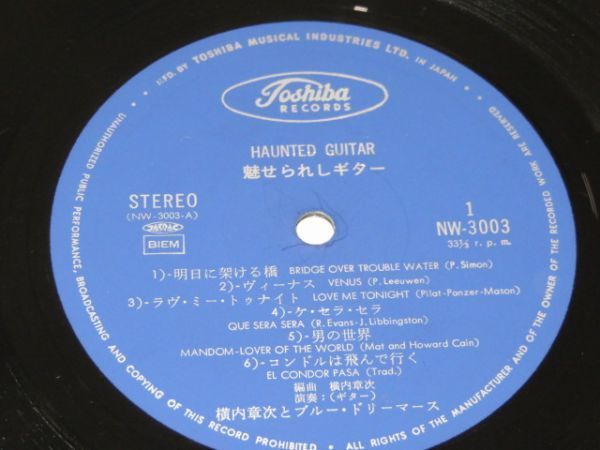 MFD. BY TOSHIBA MUSICAL INDUSTRIES LTD. IN JAPAN
Toshiba
RECORDS
HAUNTED GUITAR
魅せられしギター
STEREO
(NW-3003-A)
BIEM
1
NW-3003
33⅓ r. p. m.
1)-明日に架ける橋 BRIDGE OVER TROUBLE WATER (P. Simon)
2)-ヴィーナス VENUS (P. Leeuwen)
3)-ラヴ・ミー・トゥナイト LOVE ME TONIGHT (Pilat-Panzer-Mason)
4)-ケ・セラ・セラ
QUE SERA SERA (R. Evans-J. Libbingston)
5)-男の世界
MANDOM-LOVER OF THE WORLD (Mat and Howard Cain)
6)-コンドルは飛んで行く
EL CONDOR PASA (Trad.)
編曲 横内章次
演奏:(ギター)
横内章次とブルー・ドリーマース
UNAUTHORIZED PUBLIC PERFORMANCE, BROADCASTING AND COPYING OF THIS RECORD PROHIBITED • ALL RIGHTS OF THE MANUFACTURER AND OF THE OWNER OF THE RECORDED WORK ARE RESERVED